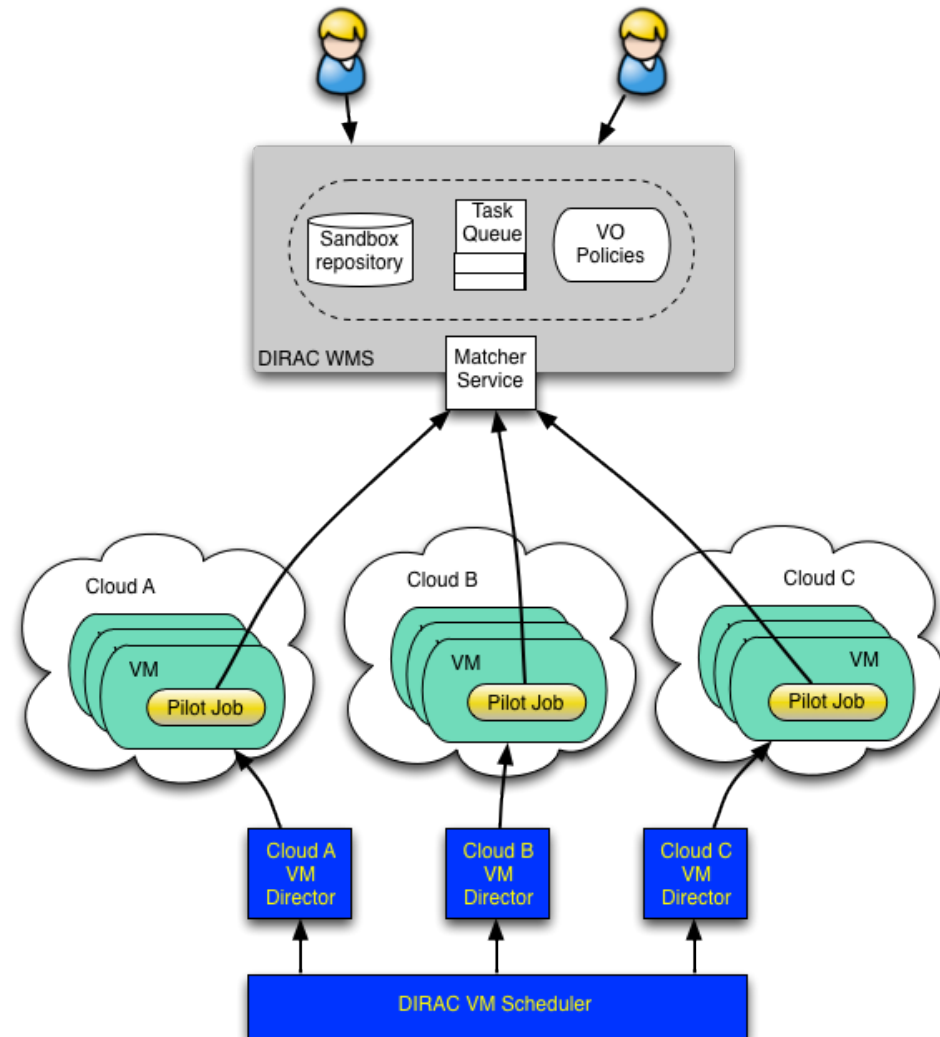 Sandbox
repository
Task
Queue
VO
Policies
DIRAC WMS
Matcher
Service
Cloud A
VM
Pilot Job
Cloud B
VM
Pilot Job
Cloud C
VM
Pilot Job
Cloud A
VM
Director
Cloud B
VM
Director
Cloud C
VM
Director
DIRAC VM Scheduler